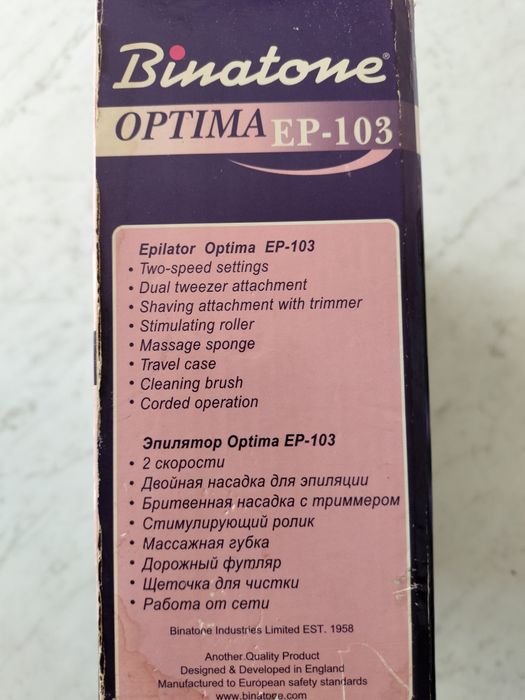 Binatone®
OPTIMA EP-103
Epilator Optima EP-103
• Two-speed settings
• Dual tweezer attachment
• Shaving attachment with trimmer
• Stimulating roller
• Massage sponge
• Travel case
• Cleaning brush
• Corded operation
Эпилятор Optima EP-103
• 2 скорости
• Двойная насадка для эпиляции
• Бритвенная насадка с триммером
• Стимулирующий ролик
• Массажная губка
• Дорожный футляр
• Щеточка для чистки
• Работа от сети
Binatone Industries Limited EST. 1958
Another Quality Product
Designed & Developed in England
Manufactured to European safety standards
www.binatone.com